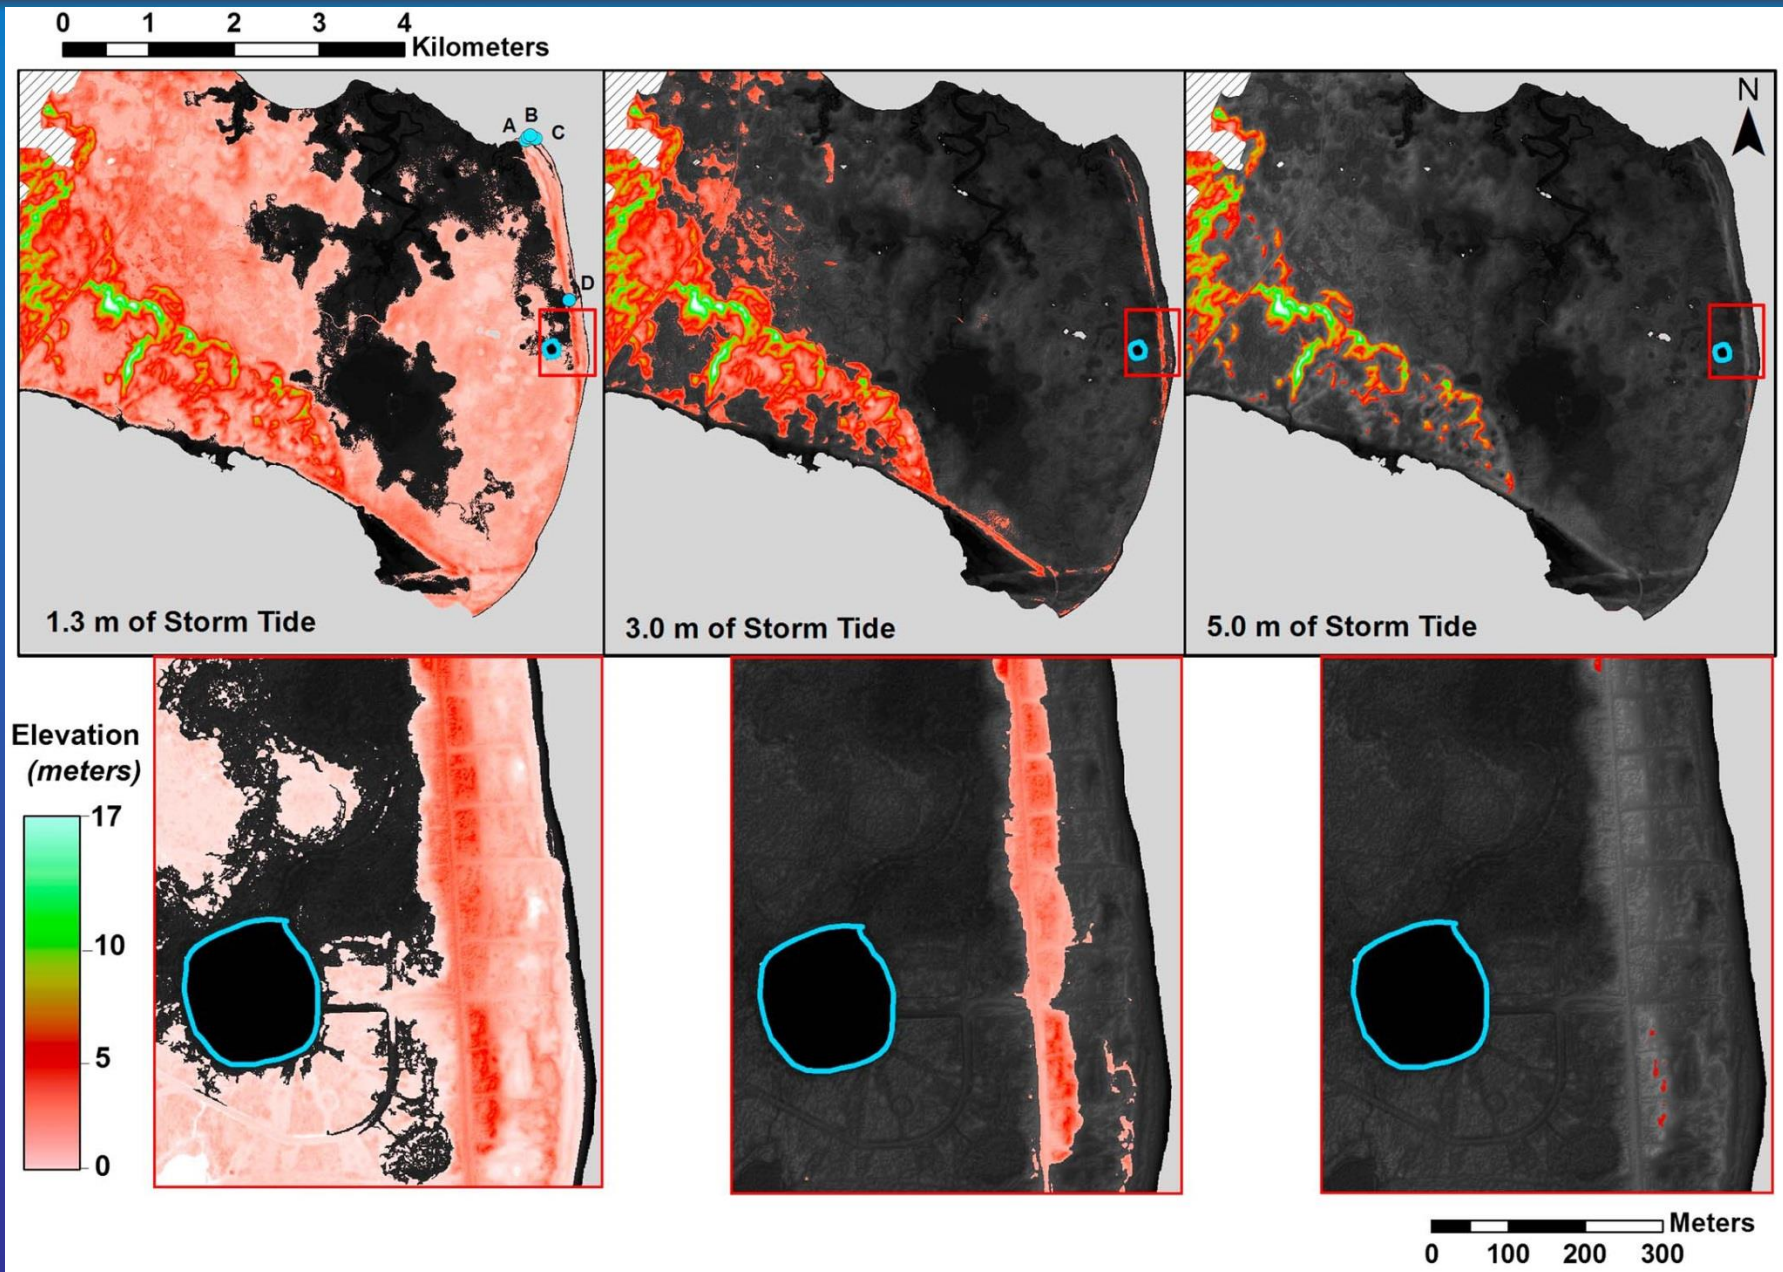 0 1 2 3 4
Kilometers
A B C
D
N
1.3 m of Storm Tide
3.0 m of Storm Tide
5.0 m of Storm Tide
Elevation
(meters)
17
10
5
0
Meters
0 100 200 300